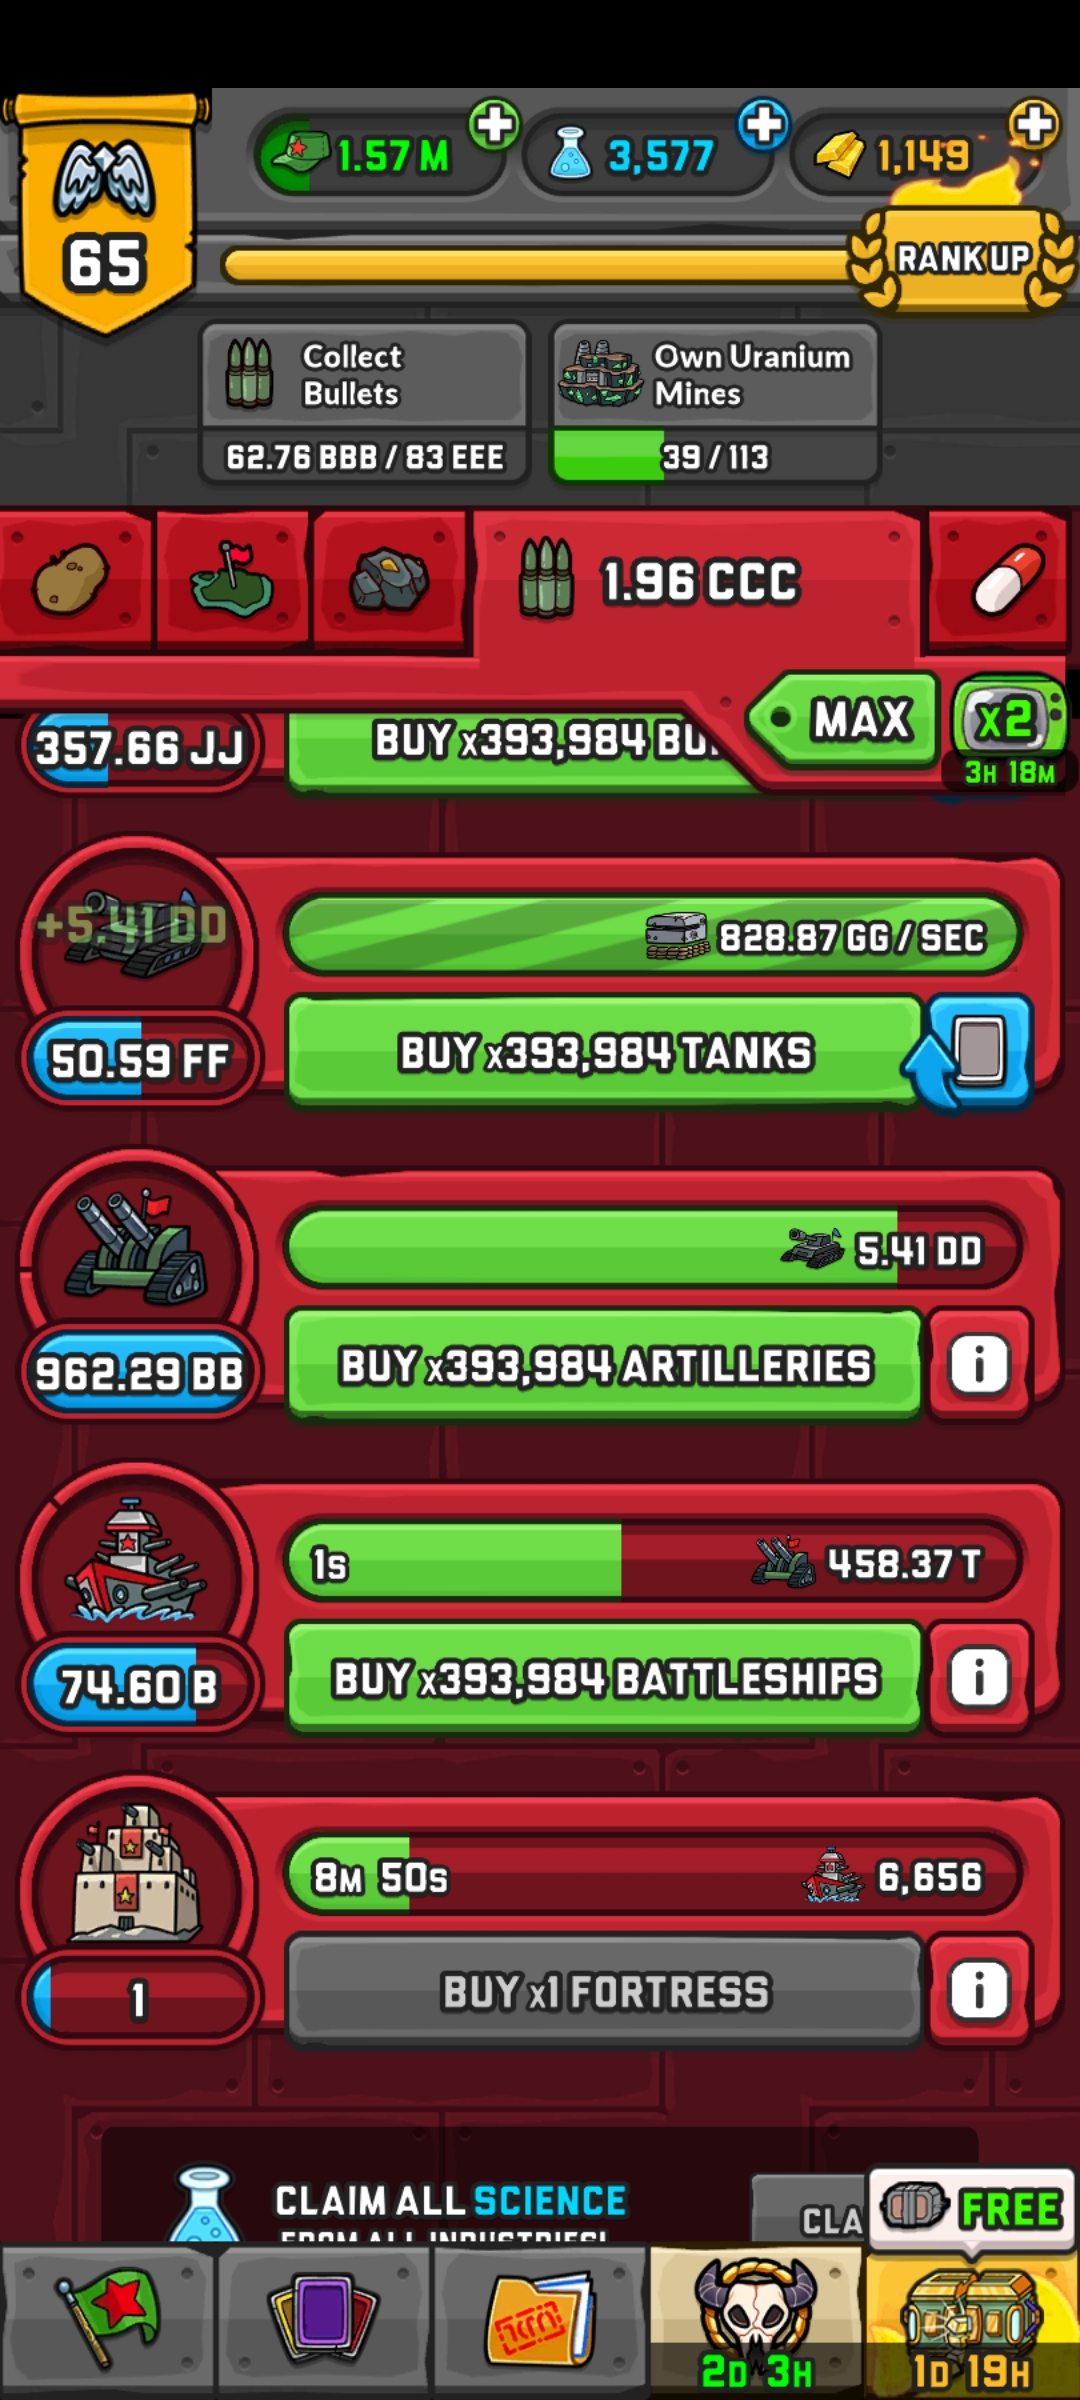 65
1.57 M
3,577
1,149
RANK UP
Collect
Bullets
62.76 BBB / 83 EEE
Own Uranium
Mines
39 / 113
1.96 CCC
MAX
x2
3H 18M
357.66 JJ
BUY x393,984
+5.41 DD
828.87 GG / SEC
50.59 FF
BUY x393,984 TANKS
5.41 DD
962.29 BB
BUY x393,984 ARTILLERIES
i
1s
458.37 T
74.60 B
BUY x393,984 BATTLESHIPS
i
8M 50s
6,656
1
BUY x1 FORTRESS
i
CLAIM ALL SCIENCE
FROM ALL INDUSTRIES!
CLA
FREE
2D 3H
1D 19H